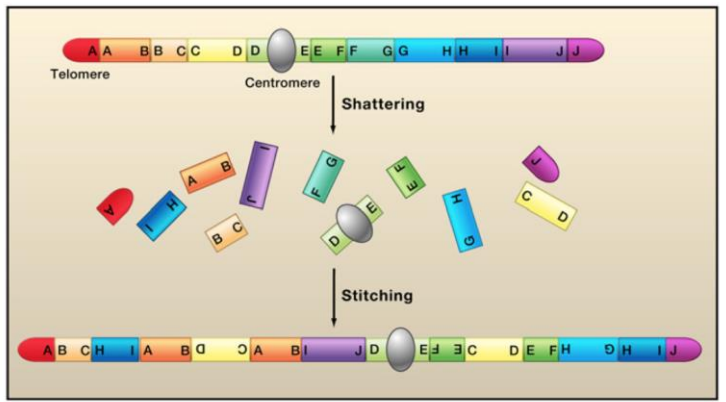 A A B B C C D D E E F F G G H H I I J J
Telomere
Centromere
Shattering
A
I H
A B
B C
J I
F G
D E
E F
G H
J
C D
Stitching
A B C H I A B D C A B I J D E F E C D E F H G H I J